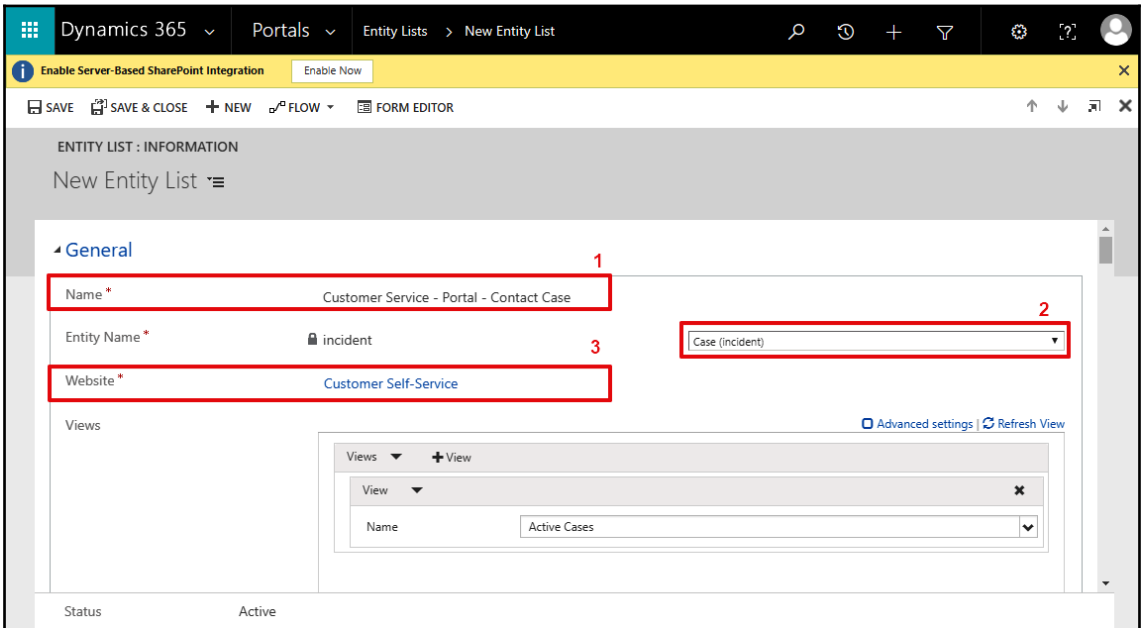 Dynamics 365 Portals Entity Lists > New Entity List
Enable Server-Based SharePoint Integration Enable Now
SAVE SAVE & CLOSE NEW FLOW FORM EDITOR
ENTITY LIST : INFORMATION
New Entity List
General
1
Name * Customer Service - Portal - Contact Case
2
Entity Name * incident Case (incident)
3
Website * Customer Self-Service
Views Advanced settings | Refresh View
Views View
View
Name Active Cases
Status Active